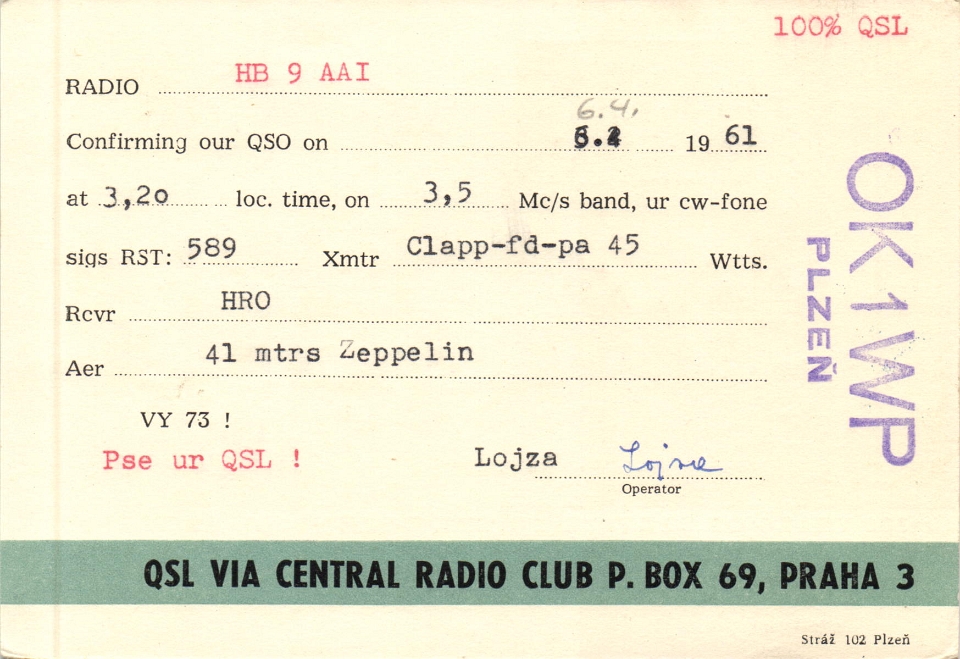 100% QSL
RADIO HB 9 AAI
6.4.
Confirming our QSO on 6.4 19 61
at 3,20 loc. time, on 3,5 Mc/s band, ur cw-fone
sigs RST: 589 Xmtr Clapp-fd-pa 45 Wtts.
Rcvr HRO
Aer 41 mtrs Zeppelin
VY 73 !
Pse ur QSL !
Lojza Lojza
Operator
OK1WP
PLZEŇ
QSL VIA CENTRAL RADIO CLUB P. BOX 69, PRAHA 3
Stráž 102 Plzeň